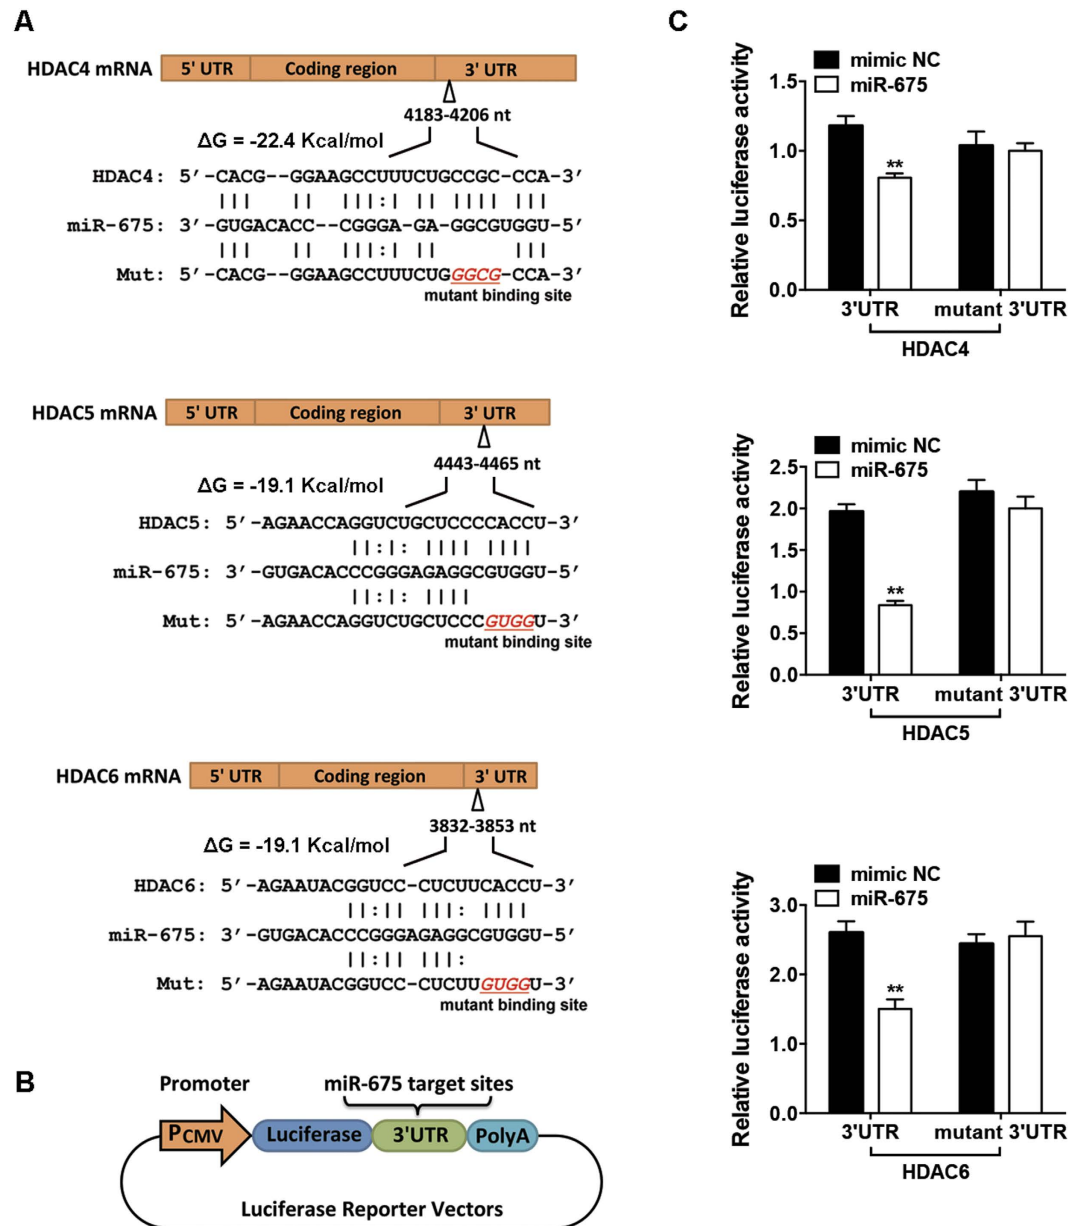 A
HDAC4 mRNA 5' UTR Coding region 3' UTR
4183-4206 nt
ΔG = -22.4 Kcal/mol
HDAC4: 5′-CACG--GGAAGCCUUUCUGCCGC-CCA-3′
||| || |||:| || |||| |||
miR-675: 3′-GUGACACC--CGGGA-GA-GGCGUGGU-5′
||| || |||:| || |||
Mut: 5′-CACG--GGAAGCCUUUCUGGGCG-CCA-3′
mutant binding site
HDAC5 mRNA 5' UTR Coding region 3' UTR
4443-4465 nt
ΔG = -19.1 Kcal/mol
HDAC5: 5′-AGAACCAGGUCUGCUCCCCACCU-3′
||:|: |||| ||||
miR-675: 3′-GUGACACCCGGGAGAGGCGUGGU-5′
||:|: ||||
Mut: 5′-AGAACCAGGUCUGCUCCCGUGGU-3′
mutant binding site
HDAC6 mRNA 5' UTR Coding region 3' UTR
3832-3853 nt
ΔG = -19.1 Kcal/mol
HDAC6: 5′-AGAAUACGGUCC-CUCUUCACCU-3′
||:|| |||: ||||
miR-675: 3′-GUGACACCCGGGAGAGGCGUGGU-5′
||:|| |||:
Mut: 5′-AGAAUACGGUCC-CUCUUGUGGU-3′
mutant binding site
B
Promoter miR-675 target sites
PCMV Luciferase 3'UTR PolyA
Luciferase Reporter Vectors
C
mimic NC
miR-675
Relative luciferase activity
1.5
1.0
0.5
0.0
**
3'UTR mutant 3'UTR
HDAC4
mimic NC
miR-675
Relative luciferase activity
2.5
2.0
1.5
1.0
0.5
0.0
**
3'UTR mutant 3'UTR
HDAC5
mimic NC
miR-675
Relative luciferase activity
3.0
2.0
1.0
0.0
**
3'UTR mutant 3'UTR
HDAC6